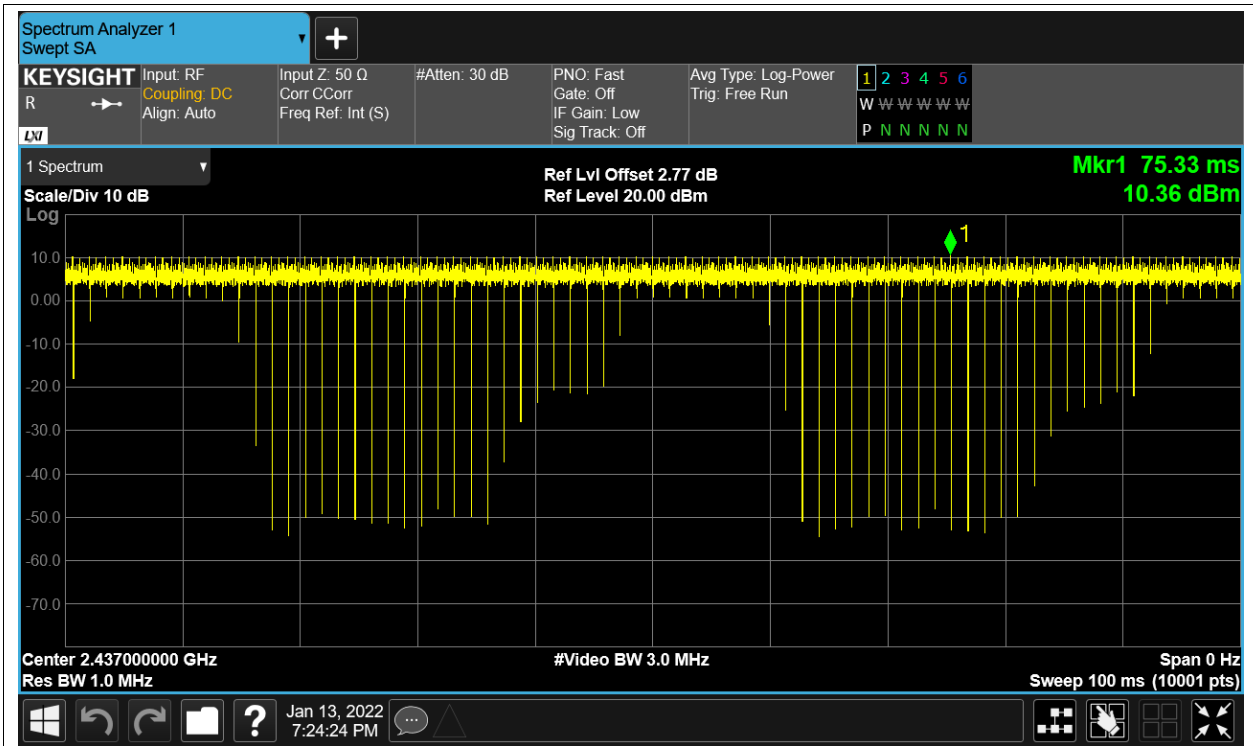 Spectrum Analyzer 1
Swept SA
KEYSIGHT
R
LXI
Input: RF
Coupling: DC
Align: Auto
Input Z: 50 Ω
Corr CCorr
Freq Ref: Int (S)
#Atten: 30 dB
PNO: Fast
Gate: Off
IF Gain: Low
Sig Track: Off
Avg Type: Log-Power
Trig: Free Run
1 2 3 4 5 6
W W W W W W
P N N N N N
1 Spectrum
Scale/Div 10 dB
Log
Ref Lvl Offset 2.77 dB
Ref Level 20.00 dBm
Mkr1 75.33 ms
10.36 dBm
1
10.0
0.00
-10.0
-20.0
-30.0
-40.0
-50.0
-60.0
-70.0
Center 2.437000000 GHz
Res BW 1.0 MHz
#Video BW 3.0 MHz
Span 0 Hz
Sweep 100 ms (10001 pts)
?
Jan 13, 2022
7:24:24 PM